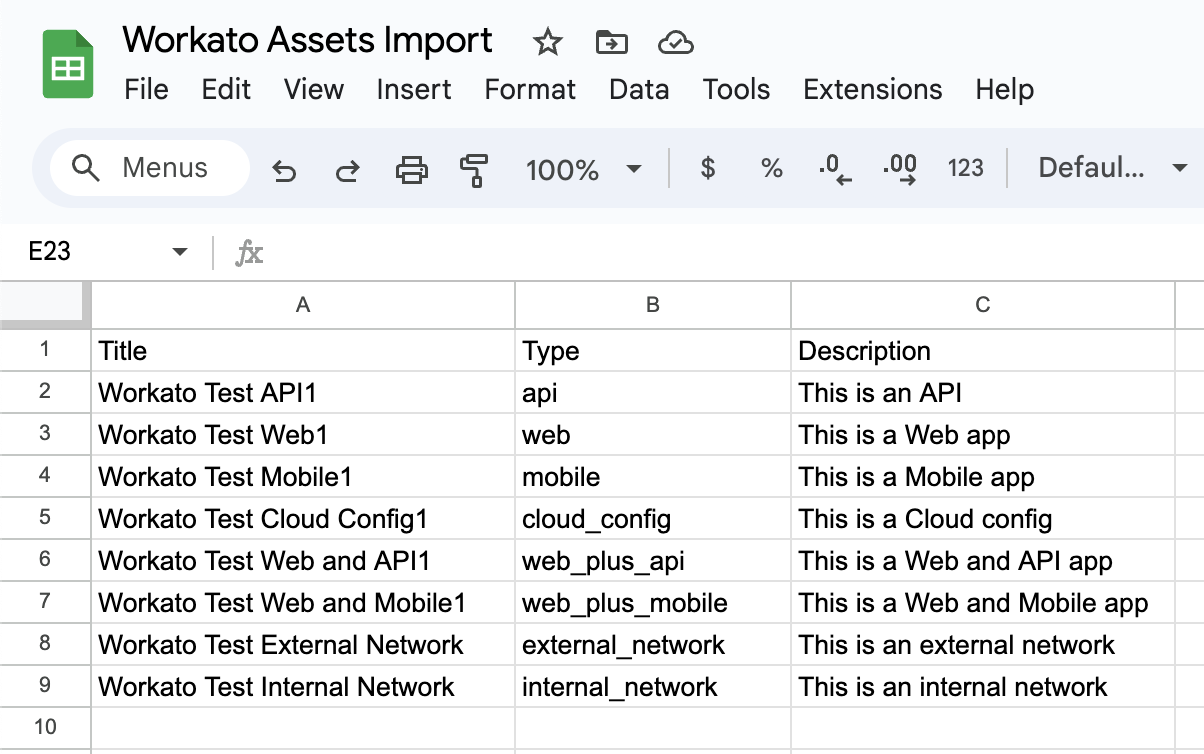 Workato Assets Import
File Edit View Insert Format Data Tools Extensions Help
Menus 100% $ % .0 .00 123 Defaul...
E23 fx
A B C
1 Title Type Description
2 Workato Test API1 api This is an API
3 Workato Test Web1 web This is a Web app
4 Workato Test Mobile1 mobile This is a Mobile app
5 Workato Test Cloud Config1 cloud_config This is a Cloud config
6 Workato Test Web and API1 web_plus_api This is a Web and API app
7 Workato Test Web and Mobile1 web_plus_mobile This is a Web and Mobile app
8 Workato Test External Network external_network This is an external network
9 Workato Test Internal Network internal_network This is an internal network
10